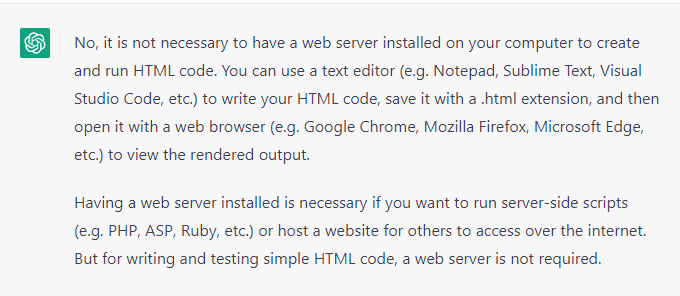 No, it is not necessary to have a web server installed on your computer to create
and run HTML code. You can use a text editor (e.g. Notepad, Sublime Text, Visual
Studio Code, etc.) to write your HTML code, save it with a .html extension, and then
open it with a web browser (e.g. Google Chrome, Mozilla Firefox, Microsoft Edge,
etc.) to view the rendered output.
Having a web server installed is necessary if you want to run server-side scripts
(e.g. PHP, ASP, Ruby, etc.) or host a website for others to access over the internet.
But for writing and testing simple HTML code, a web server is not required.